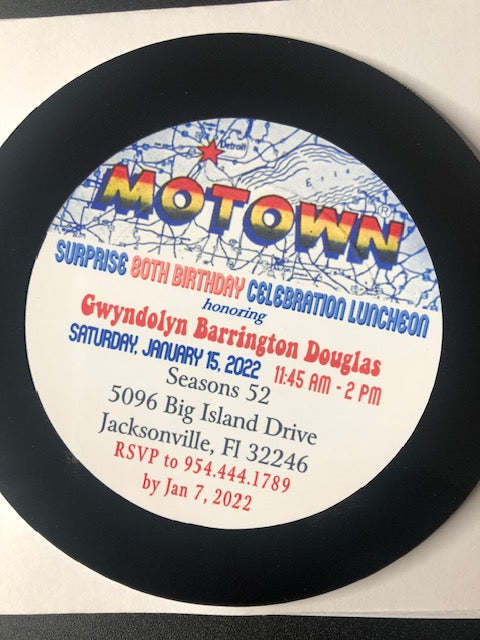 Detroit
Erie
MOTOWN®
SURPRISE 80TH BIRTHDAY CELEBRATION LUNCHEON
honoring
Gwyndolyn Barrington Douglas
SATURDAY, JANUARY 15, 2022 11:45 AM - 2 PM
Seasons 52
5096 Big Island Drive
Jacksonville, Fl 32246
RSVP to 954.444.1789
by Jan 7, 2022